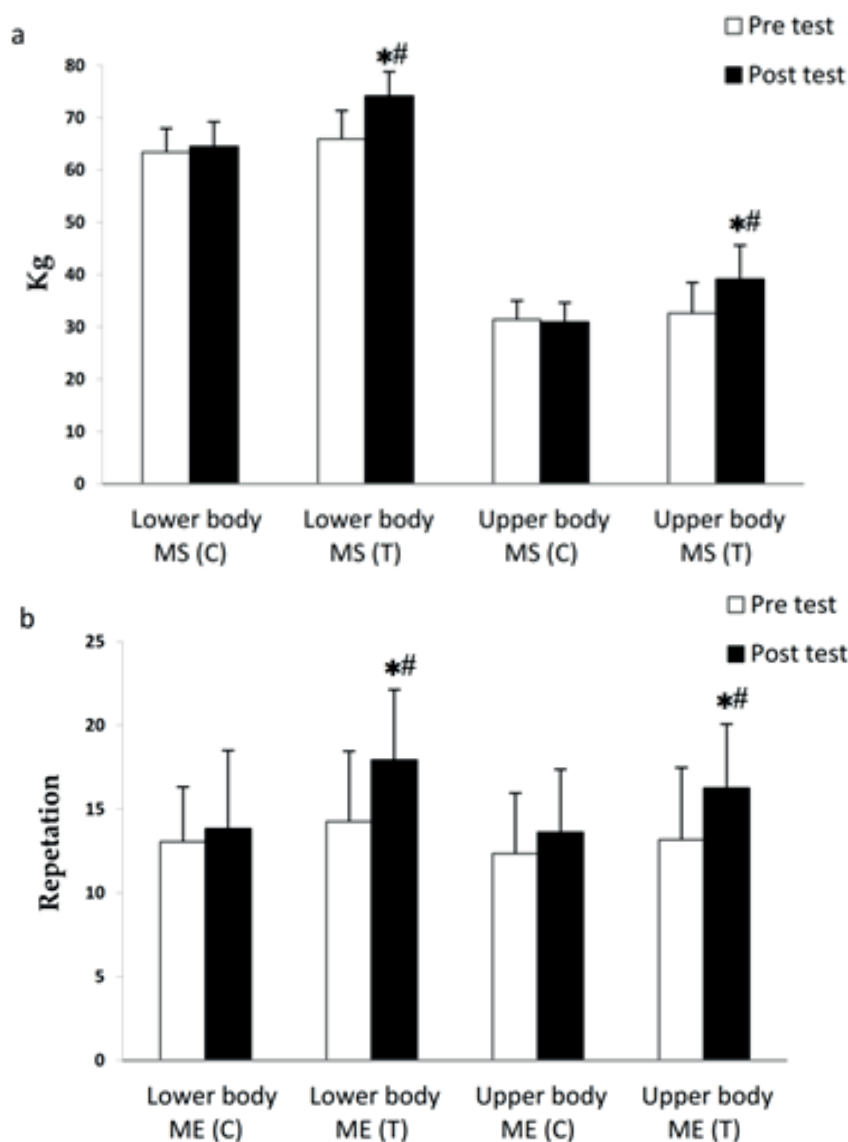 a
Pre test
Post test
80
70
60
50
40
30
20
10
0
Kg
*#
*#
Lower body MS (C)
Lower body MS (T)
Upper body MS (C)
Upper body MS (T)
b
Pre test
Post test
25
20
15
10
5
0
Repetation
*#
*#
Lower body ME (C)
Lower body ME (T)
Upper body ME (C)
Upper body ME (T)